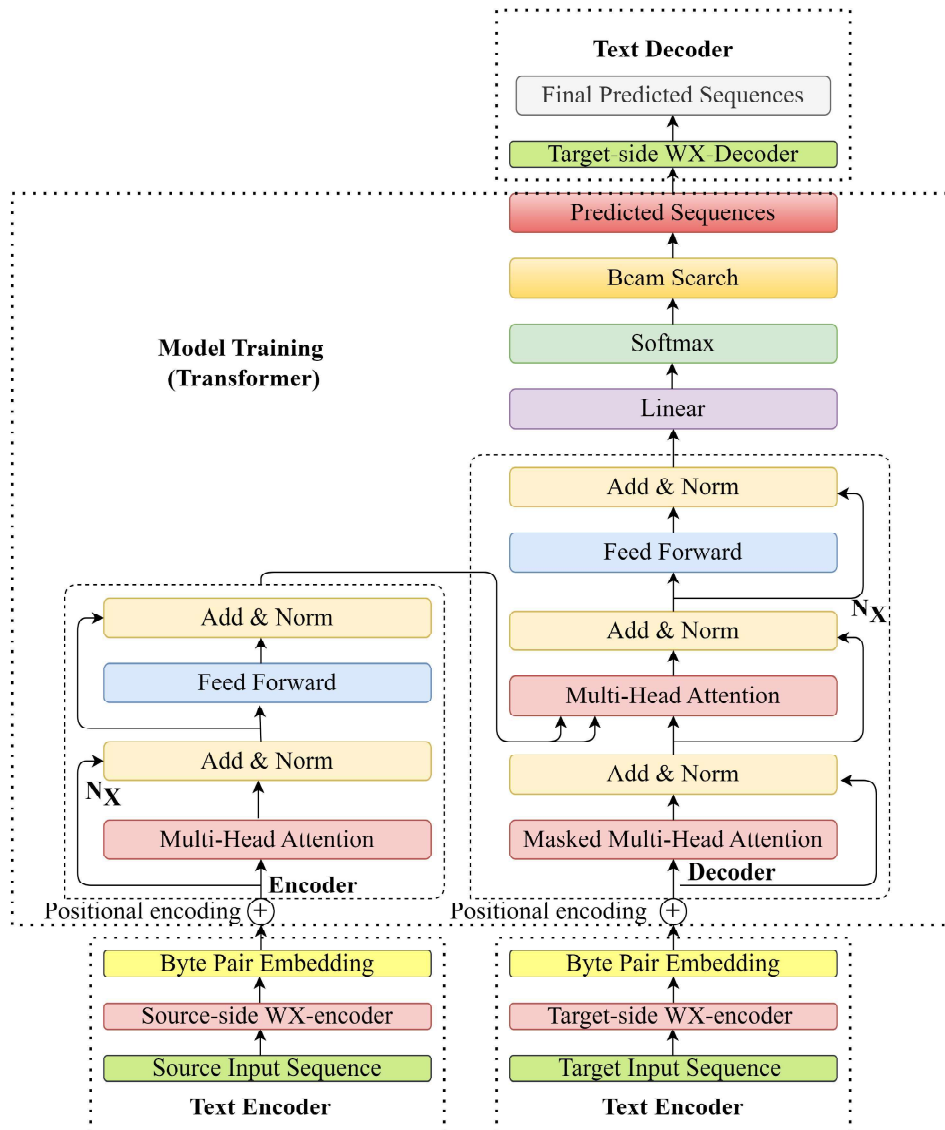 Text Decoder
Final Predicted Sequences
Target-side WX-Decoder
Predicted Sequences
Beam Search
Softmax
Model Training
(Transformer)
Linear
Add & Norm
Feed Forward
Nx
Add & Norm
Multi-Head Attention
Add & Norm
Masked Multi-Head Attention
Decoder
Positional encoding +
Add & Norm
Feed Forward
Add & Norm
Nx
Multi-Head Attention
Encoder
Positional encoding +
Byte Pair Embedding
Source-side WX-encoder
Source Input Sequence
Text Encoder
Byte Pair Embedding
Target-side WX-encoder
Target Input Sequence
Text Encoder